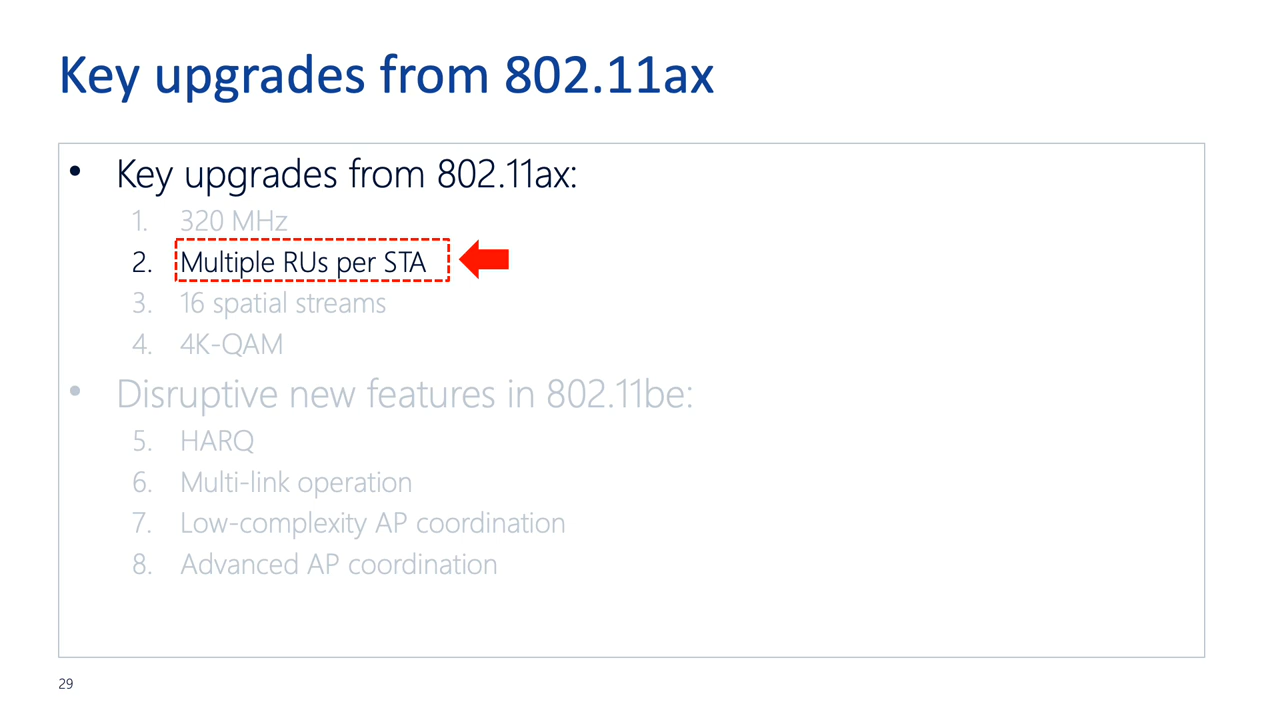 Key upgrades from 802.11ax
• Key upgrades from 802.11ax:
1. 320 MHz
2. Multiple RUs per STA
3. 16 spatial streams
4. 4K-QAM
• Disruptive new features in 802.11be:
5. HARQ
6. Multi-link operation
7. Low-complexity AP coordination
8. Advanced AP coordination
29